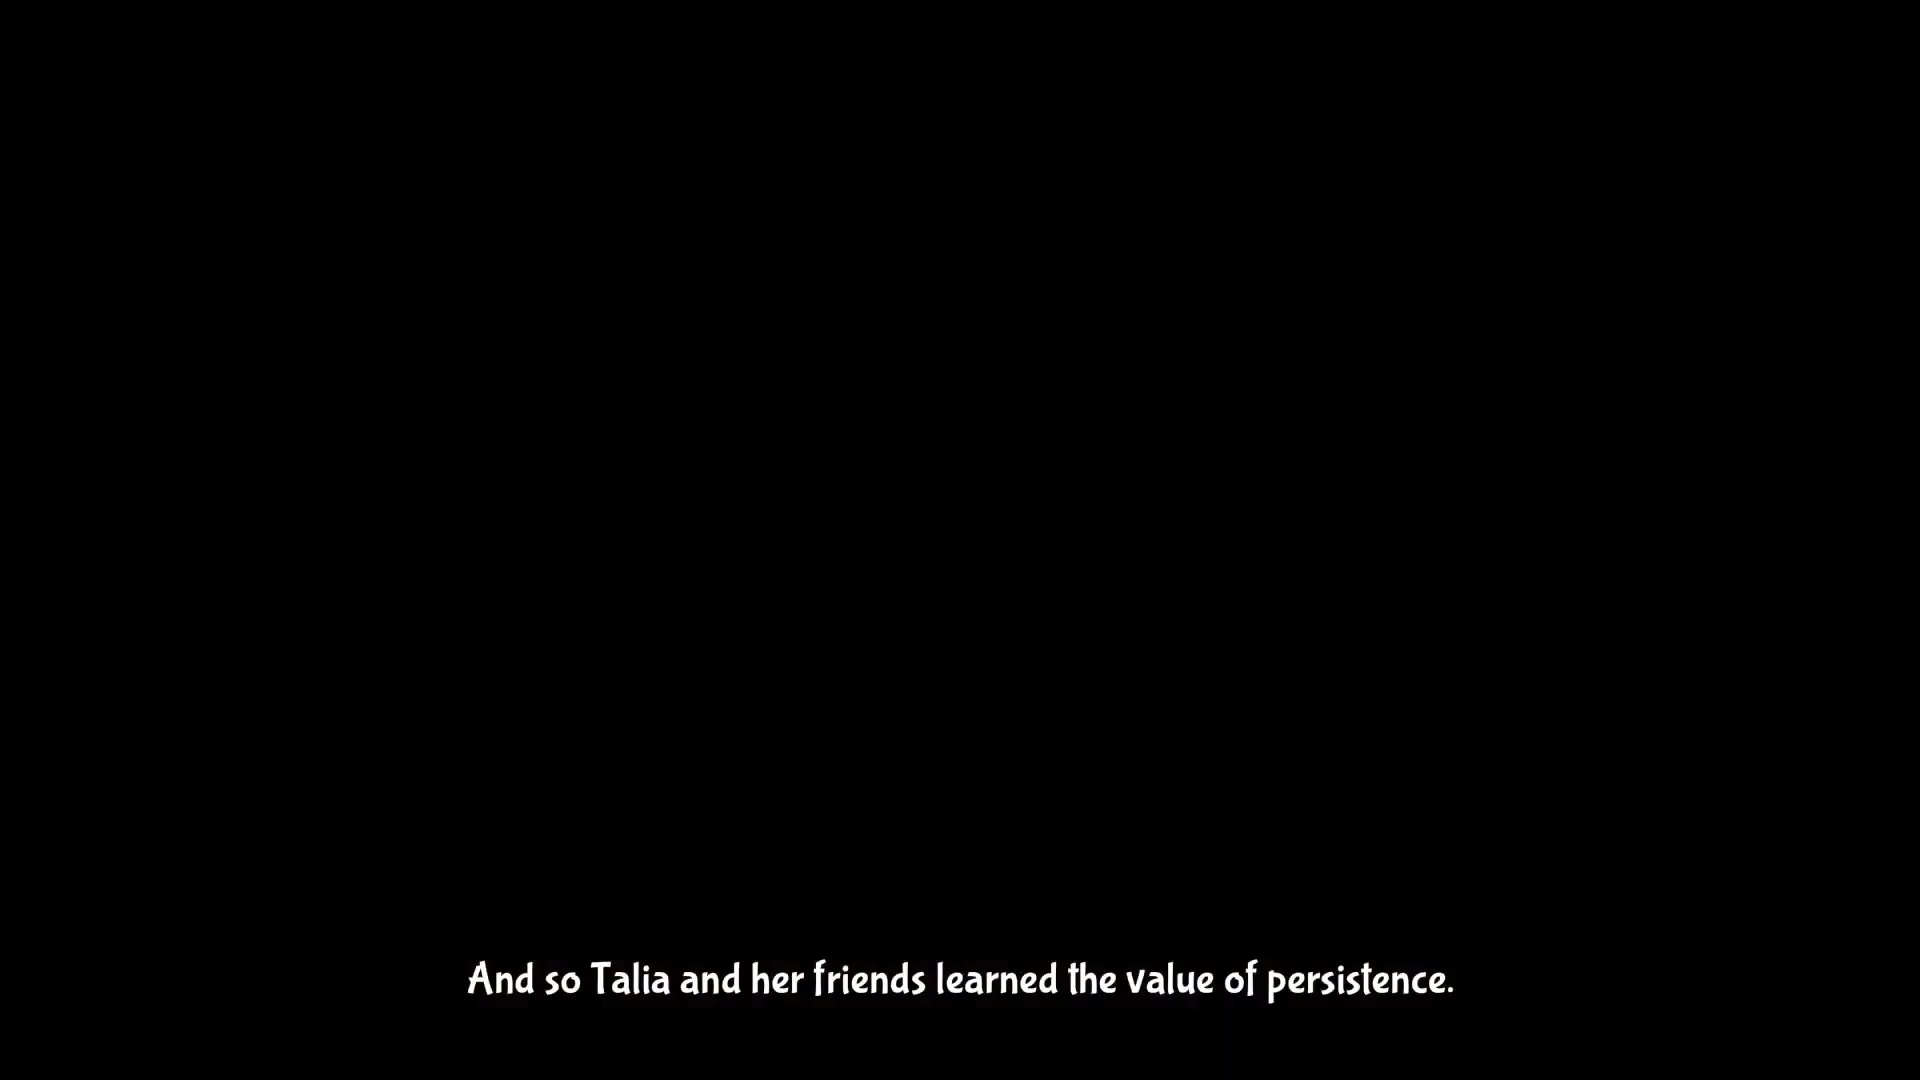 And so Talia and her friends learned the value of persistence.